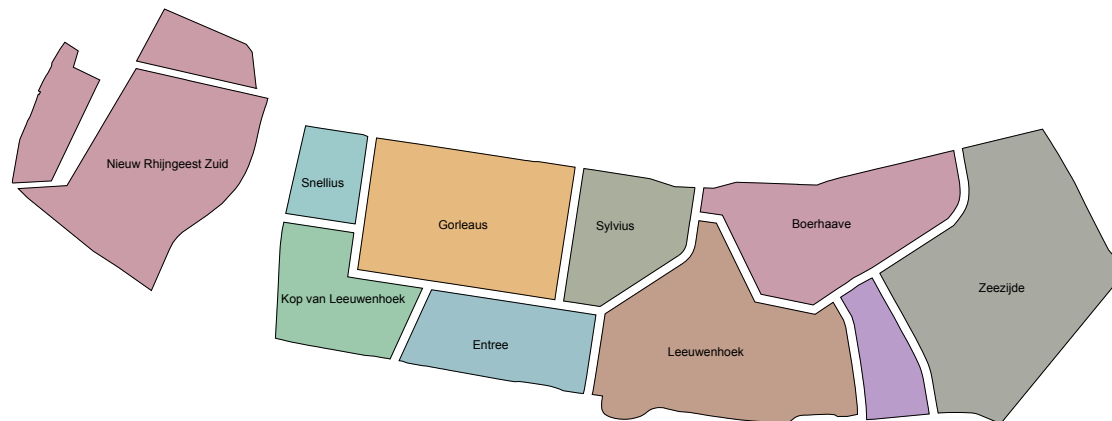 Nieuw Rhijngeest Zuid
Snellius
Gorleaus
Sylvius
Boerhaave
Kop van Leeuwenhoek
Entree
Leeuwenhoek
Zeezijde